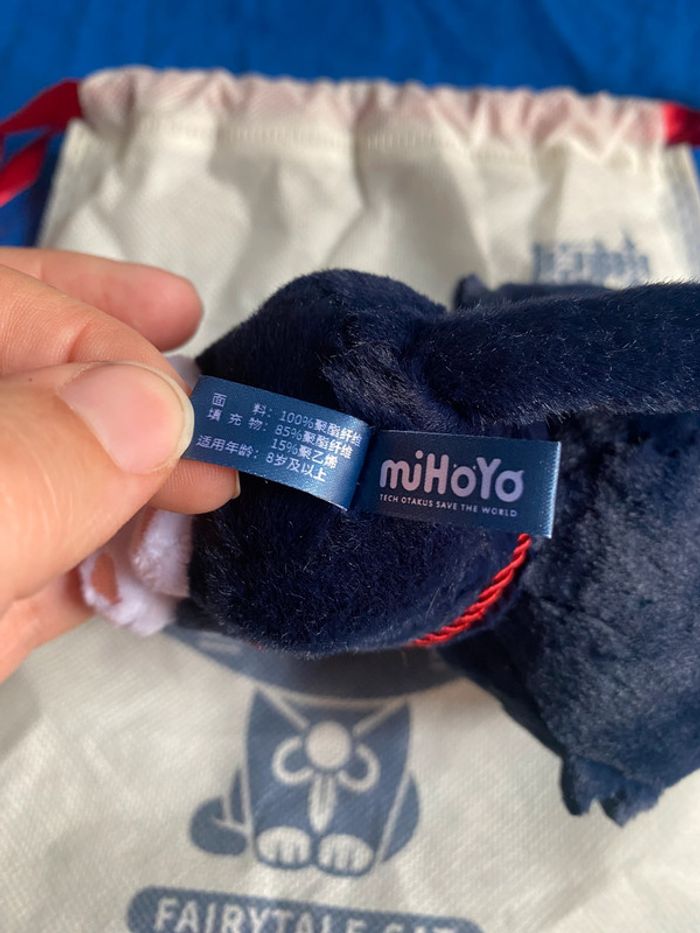 面 料: 100%聚酯纤维
填 充 物: 85%聚酯纤维
15%聚乙烯
适用年龄: 8岁及以上
miHoYo
TECH OTAKUS SAVE THE WORLD
FAIRYTALE CAT